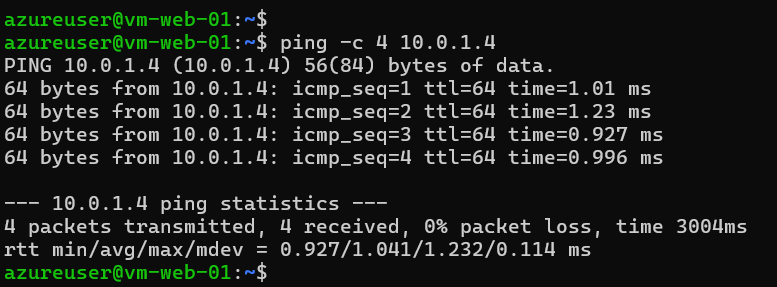 azureuser@vm-web-01:~$
azureuser@vm-web-01:~$ ping -c 4 10.0.1.4
PING 10.0.1.4 (10.0.1.4) 56(84) bytes of data.
64 bytes from 10.0.1.4: icmp_seq=1 ttl=64 time=1.01 ms
64 bytes from 10.0.1.4: icmp_seq=2 ttl=64 time=1.23 ms
64 bytes from 10.0.1.4: icmp_seq=3 ttl=64 time=0.927 ms
64 bytes from 10.0.1.4: icmp_seq=4 ttl=64 time=0.996 ms

--- 10.0.1.4 ping statistics ---
4 packets transmitted, 4 received, 0% packet loss, time 3004ms
rtt min/avg/max/mdev = 0.927/1.041/1.232/0.114 ms
azureuser@vm-web-01:~$